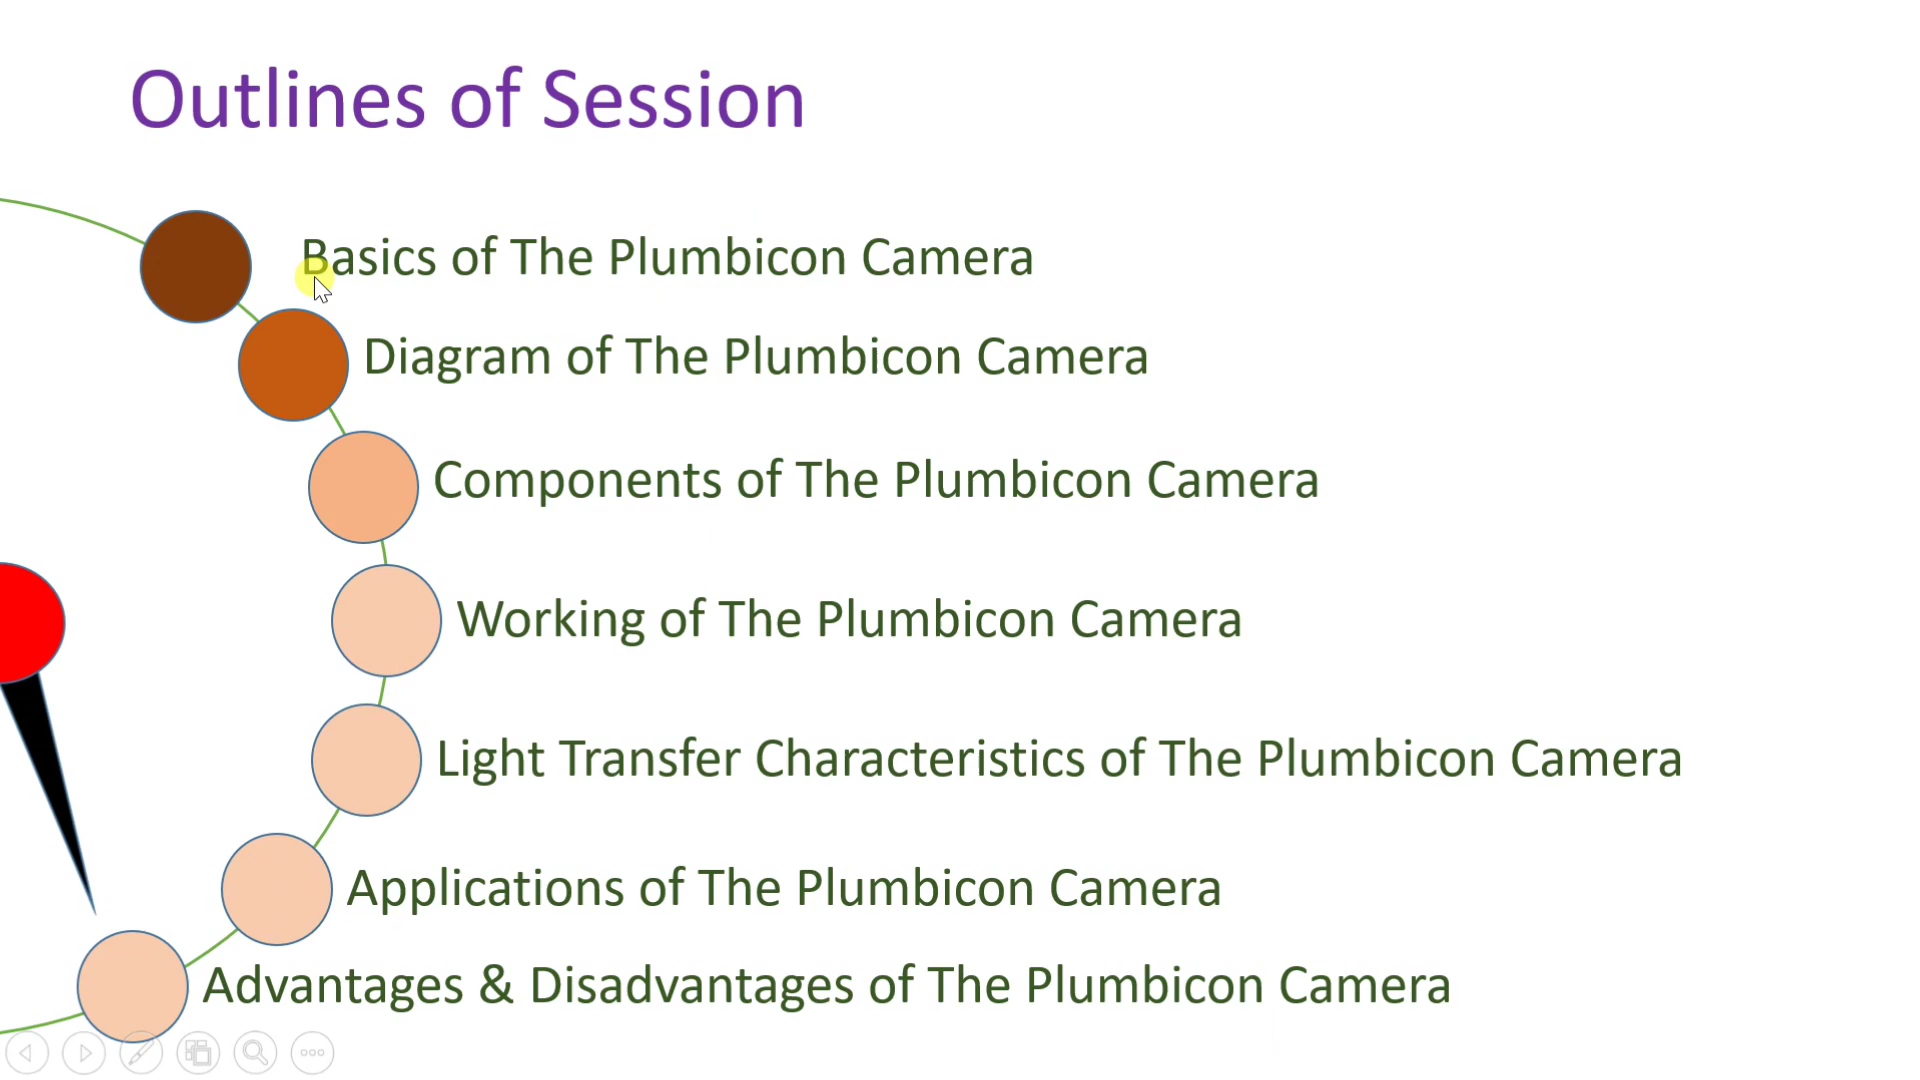 Outlines of Session
Basics of The Plumbicon Camera
Diagram of The Plumbicon Camera
Components of The Plumbicon Camera
Working of The Plumbicon Camera
Light Transfer Characteristics of The Plumbicon Camera
Applications of The Plumbicon Camera
Advantages & Disadvantages of The Plumbicon Camera